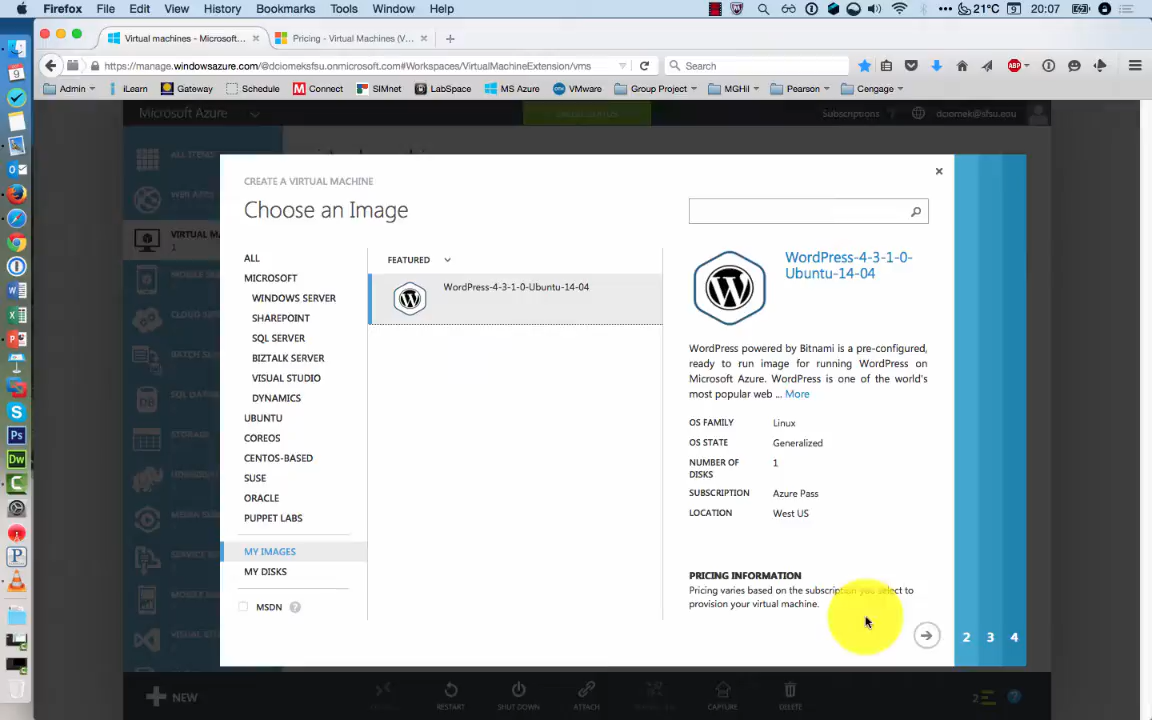 Firefox File Edit View History Bookmarks Tools Window Help 21°C 9 20:07
Virtual machines - Microsoft... Pricing - Virtual Machines (V...
https://manage.windowsazure.com/@dciomeksfsu.onmicrosoft.com#Workspaces/VirtualMachineExtension/vms Search
Admin iLearn Gateway Schedule Connect SIMnet LabSpace MS Azure VMware Group Project MGHII Pearson Cengage
Microsoft Azure Subscriptions dciomek@sfsu.edu
CREATE A VIRTUAL MACHINE
Choose an Image
ALL
MICROSOFT
WINDOWS SERVER
SHAREPOINT
SQL SERVER
BIZTALK SERVER
VISUAL STUDIO
DYNAMICS
UBUNTU
COREOS
CENTOS-BASED
SUSE
ORACLE
PUPPET LABS
MY IMAGES
MY DISKS
MSDN ?
FEATURED
WordPress-4-3-1-0-Ubuntu-14-04
WordPress-4-3-1-0-
Ubuntu-14-04
WordPress powered by Bitnami is a pre-configured,
ready to run image for running WordPress on
Microsoft Azure. WordPress is one of the world's
most popular web ... More
OS FAMILY Linux
OS STATE Generalized
NUMBER OF DISKS 1
SUBSCRIPTION Azure Pass
LOCATION West US
PRICING INFORMATION
Pricing varies based on the subscription you select to
provision your virtual machine.
2 3 4
NEW RESTART SHUT DOWN ATTACH CAPTURE DELETE 2 ?